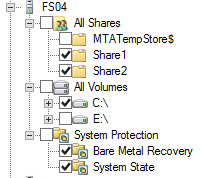 FS04
All Shares
MTATempStore$
Share1
Share2
All Volumes
C:\
E:\
System Protection
Bare Metal Recovery
System State